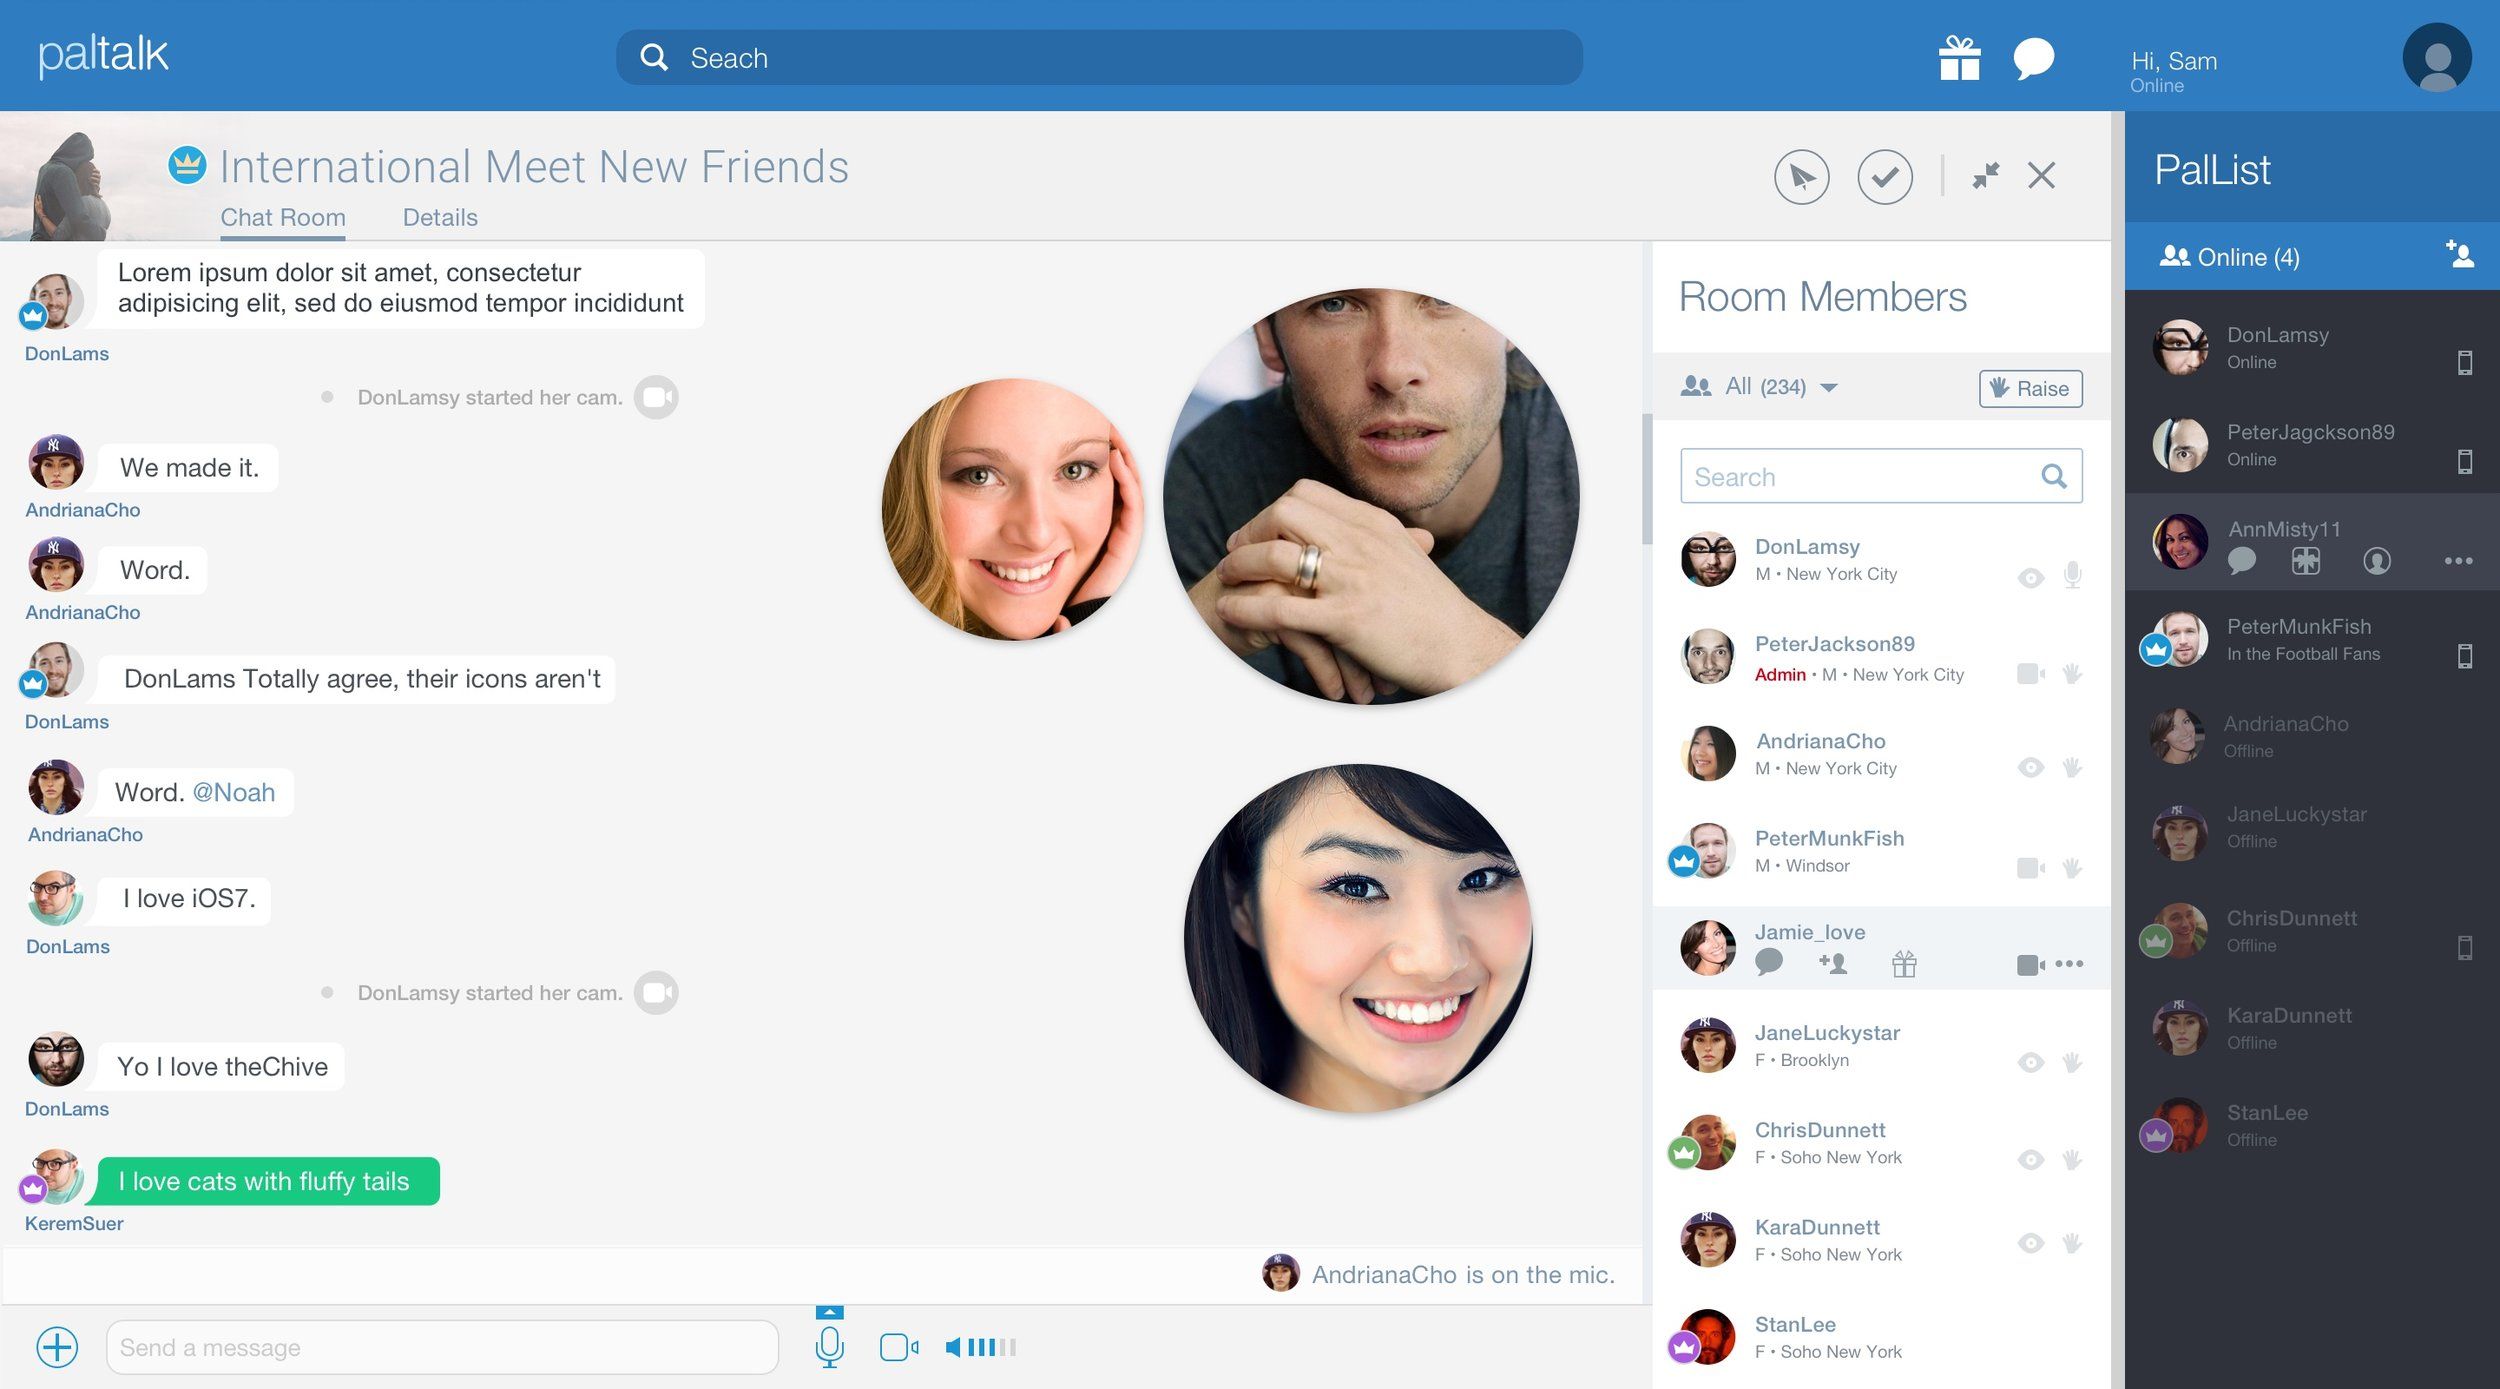 paltalk
Seach
Hi, Sam
Online
International Meet New Friends
Chat Room
Details
Lorem ipsum dolor sit amet, consectetur
adipisicing elit, sed do eiusmod tempor incididunt
DonLams
DonLamsy started her cam.
We made it.
AndrianaCho
Word.
AndrianaCho
DonLams Totally agree, their icons aren't
DonLams
Word. @Noah
AndrianaCho
I love iOS7.
DonLams
DonLamsy started her cam.
Yo I love theChive
DonLams
I love cats with fluffy tails
KeremSuer
AndrianaCho is on the mic.
Send a message
Room Members
All (234)
Raise
Search
DonLamsy
M • New York City
PeterJackson89
Admin • M • New York City
AndrianaCho
M • New York City
PeterMunkFish
M • Windsor
Jamie_love
JaneLuckystar
F • Brooklyn
ChrisDunnett
F • Soho New York
KaraDunnett
F • Soho New York
StanLee
F • Soho New York
PalList
Online (4)
DonLamsy
Online
PeterJagckson89
Online
AnnMisty11
PeterMunkFish
In the Football Fans
AndrianaCho
Offline
JaneLuckystar
Offline
ChrisDunnett
Offline
KaraDunnett
Offline
StanLee
Offline